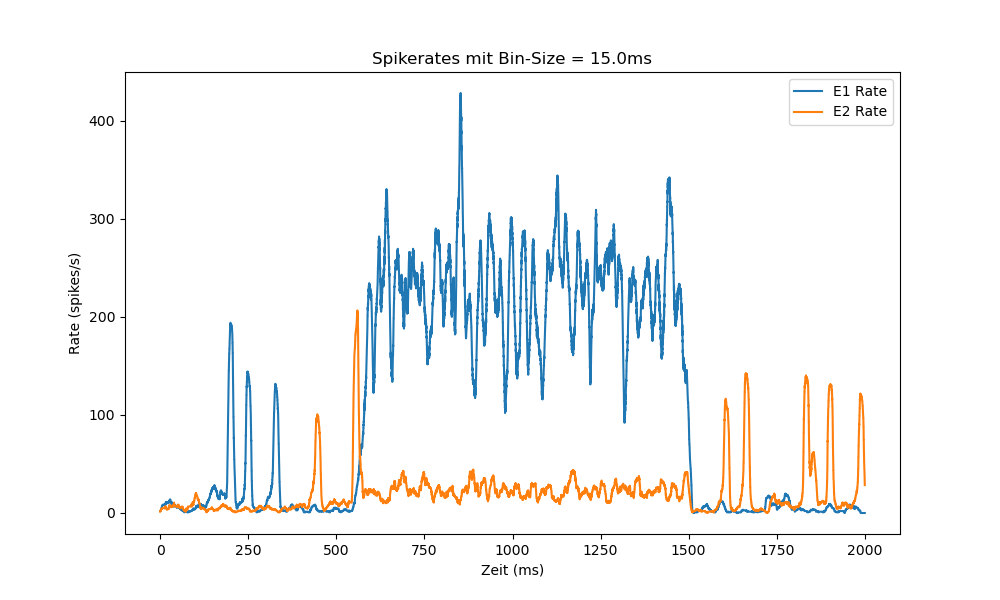 Spikerates mit Bin-Size = 15.0ms
E1 Rate
E2 Rate
Rate (spikes/s)
400
300
200
100
0
0 250 500 750 1000 1250 1500 1750 2000
Zeit (ms)